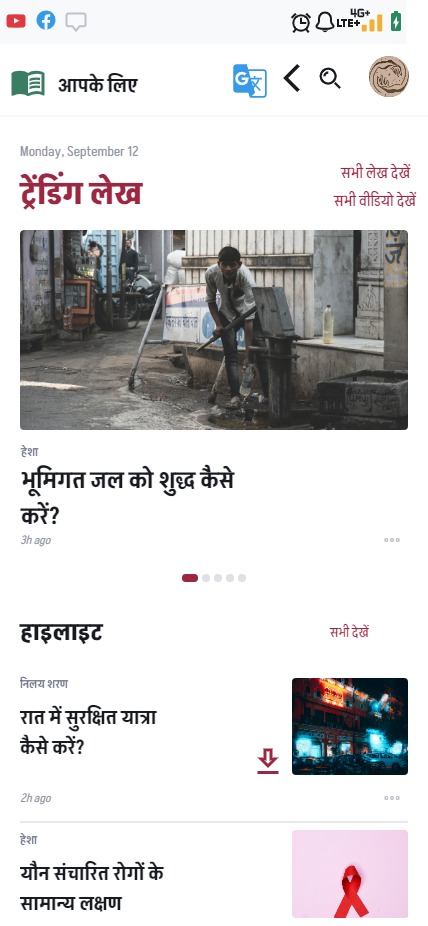 4G+
LTE+
आपके लिए
Monday, September 12
ट्रेंडिंग लेख
सभी लेख देखें
सभी वीडियो देखें
हेशा
भूमिगत जल को शुद्ध कैसे
करें?
3h ago
हाइलाइट
सभी देखें
निलय शरण
रात में सुरक्षित यात्रा
कैसे करें?
2h ago
हेशा
यौन संचारित रोगों के
सामान्य लक्षण